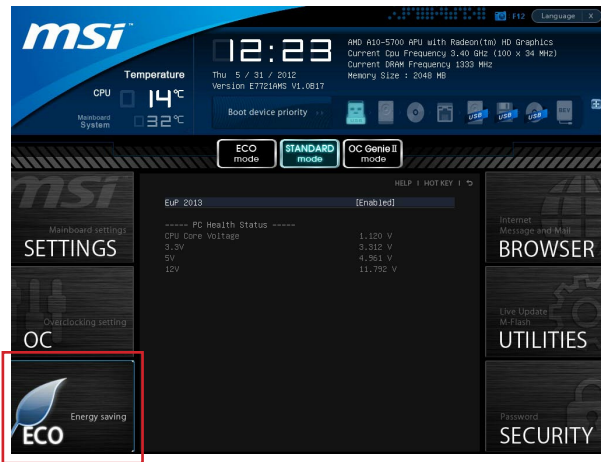 msi
F12 Language | X
12:23
AMD A10-5700 APU with Radeon(tm) HD Graphics
Current Cpu Frequency 3.40 GHz (100 x 34 MHz)
Current DRAM Frequency 1333 MHz
Memory Size : 2048 MB
Temperature
Thu 5 / 31 / 2012
Version E7721AMS V1.0B17
CPU 14℃
Mainboard
System 32℃
Boot device priority
USB
USB
USB
USB
REV
ECO
mode
STANDARD
mode
OC Genie II
mode
HELP | HOTKEY |
msi
Mainboard settings
SETTINGS
Overclocking setting
OC
Energy saving
ECO
EuP 2013 [Enabled]
----- PC Health Status -----
CPU Core Voltage 1.120 V
3.3V 3.312 V
5V 4.961 V
12V 11.792 V
Internet
Message and Mail
BROWSER
Live Update
M-Flash
UTILITIES
Password
SECURITY